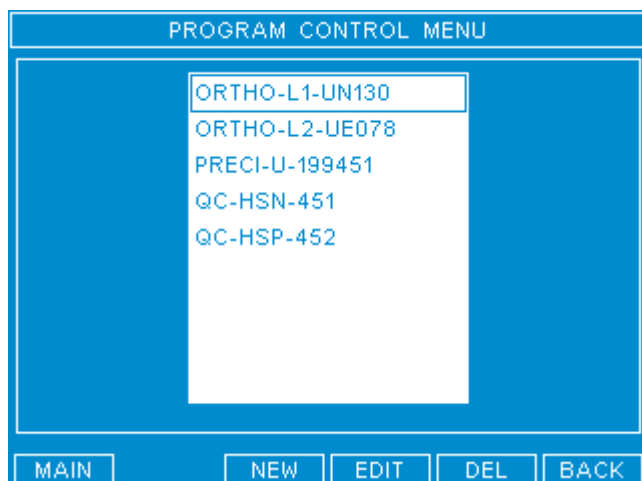 PROGRAM CONTROL MENU
ORTHO-L1-UN130
ORTHO-L2-UE078
PRECI-U-199451
QC-HSN-451
QC-HSP-452
MAIN NEW EDIT DEL BACK